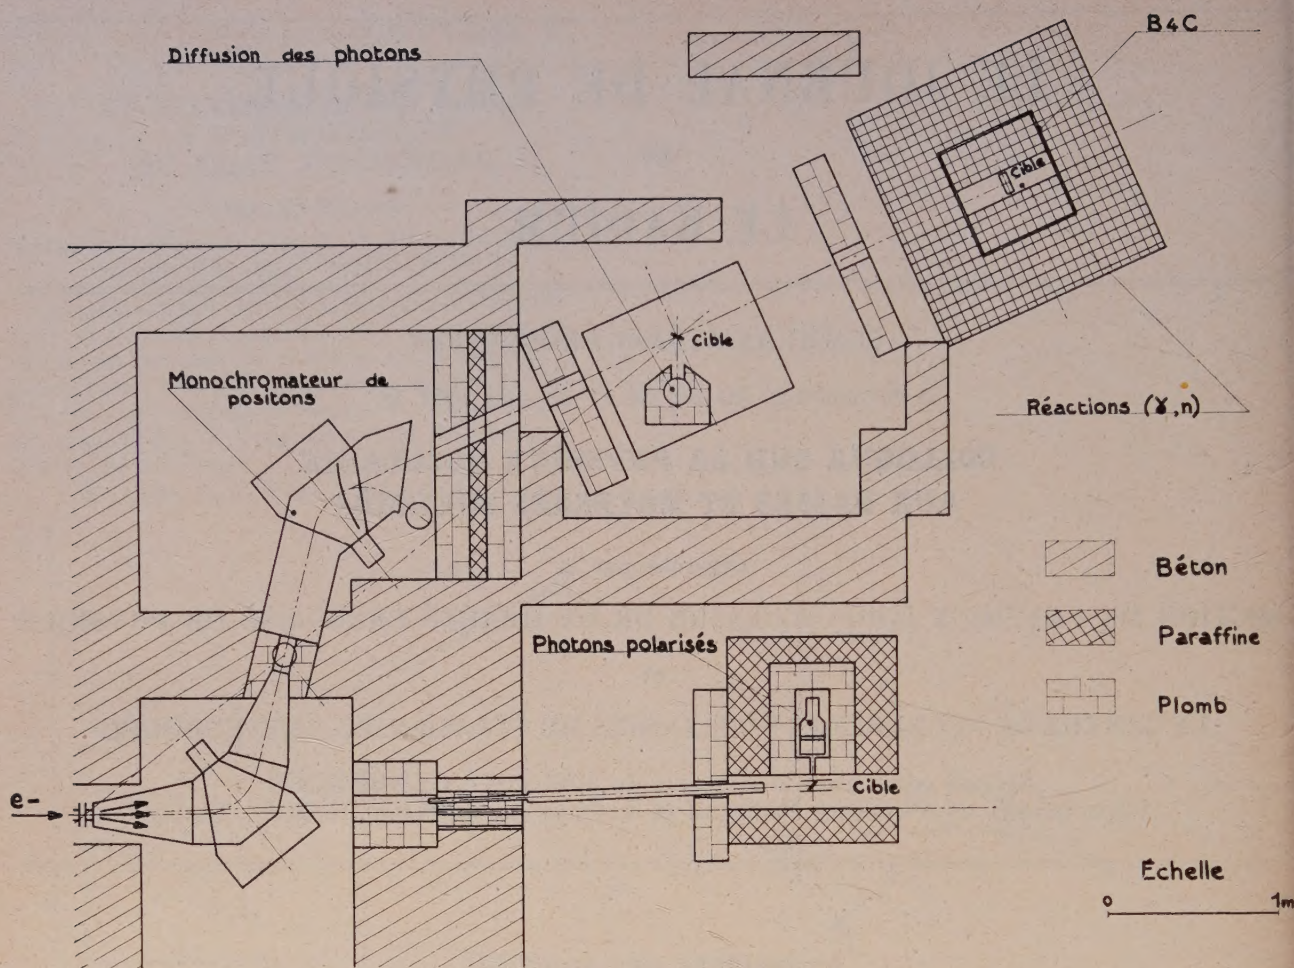 B4C
Diffusion des photons
Cible
Cible
Monochromateur de
positons
Réactions (γ,n)
Béton
Photons polarisés
Paraffine
Plomb
e-
Cible
Échelle
0 1m